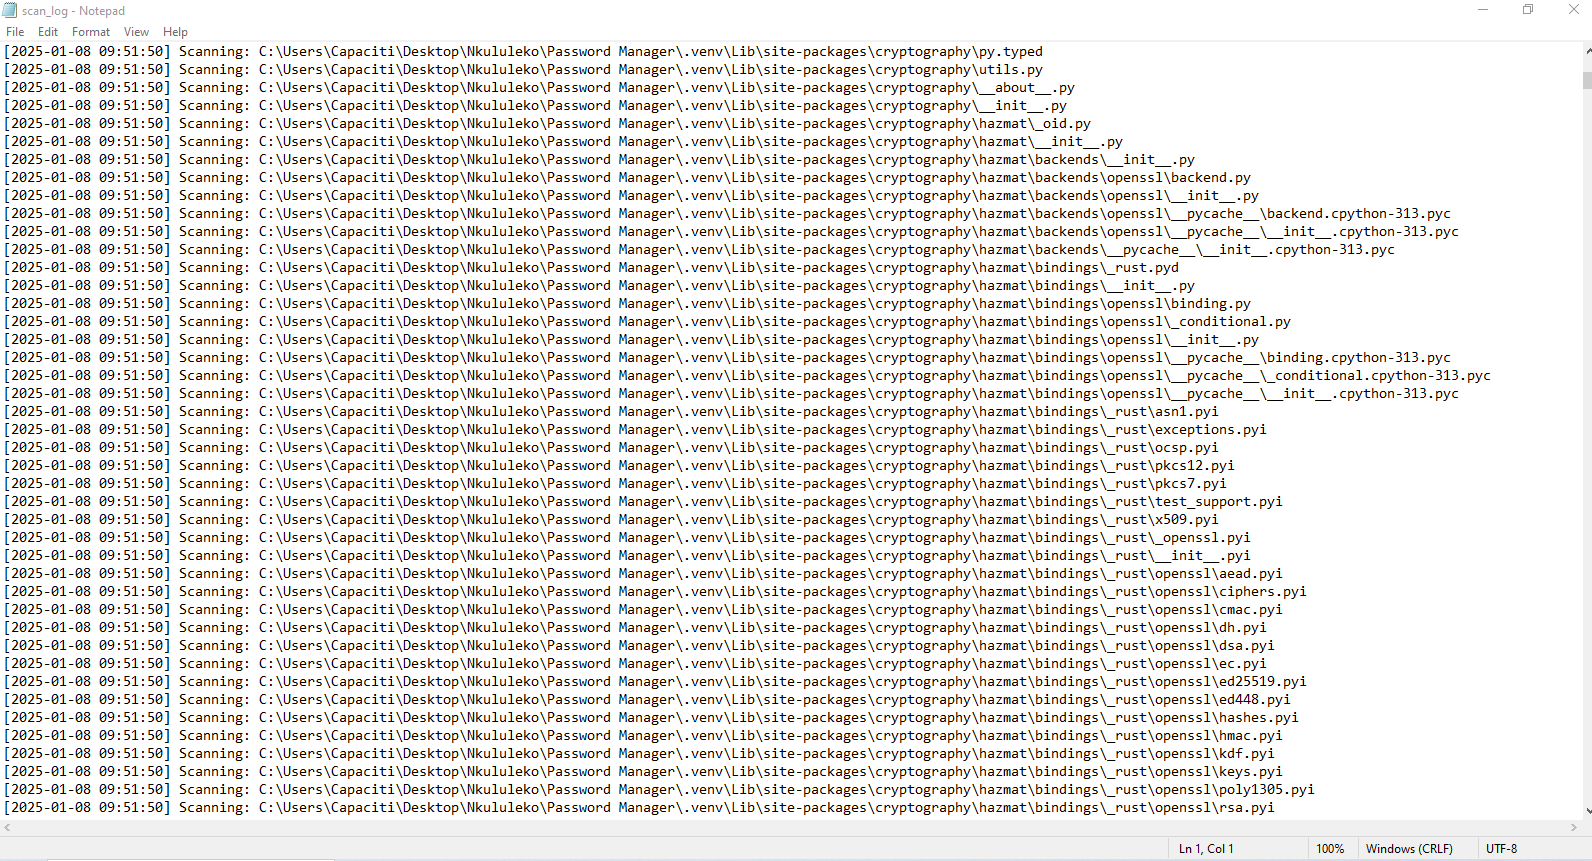 scan_log - Notepad
File Edit Format View Help
[2025-01-08 09:51:50] Scanning: C:\Users\Capaciti\Desktop\Nkululeko\Password Manager\.venv\Lib\site-packages\cryptography\py.typed
[2025-01-08 09:51:50] Scanning: C:\Users\Capaciti\Desktop\Nkululeko\Password Manager\.venv\Lib\site-packages\cryptography\utils.py
[2025-01-08 09:51:50] Scanning: C:\Users\Capaciti\Desktop\Nkululeko\Password Manager\.venv\Lib\site-packages\cryptography\__about__.py
[2025-01-08 09:51:50] Scanning: C:\Users\Capaciti\Desktop\Nkululeko\Password Manager\.venv\Lib\site-packages\cryptography\__init__.py
[2025-01-08 09:51:50] Scanning: C:\Users\Capaciti\Desktop\Nkululeko\Password Manager\.venv\Lib\site-packages\cryptography\hazmat\_oid.py
[2025-01-08 09:51:50] Scanning: C:\Users\Capaciti\Desktop\Nkululeko\Password Manager\.venv\Lib\site-packages\cryptography\hazmat\__init__.py
[2025-01-08 09:51:50] Scanning: C:\Users\Capaciti\Desktop\Nkululeko\Password Manager\.venv\Lib\site-packages\cryptography\hazmat\backends\__init__.py
[2025-01-08 09:51:50] Scanning: C:\Users\Capaciti\Desktop\Nkululeko\Password Manager\.venv\Lib\site-packages\cryptography\hazmat\backends\openssl\backend.py
[2025-01-08 09:51:50] Scanning: C:\Users\Capaciti\Desktop\Nkululeko\Password Manager\.venv\Lib\site-packages\cryptography\hazmat\backends\openssl\__init__.py
[2025-01-08 09:51:50] Scanning: C:\Users\Capaciti\Desktop\Nkululeko\Password Manager\.venv\Lib\site-packages\cryptography\hazmat\backends\openssl\__pycache__\backend.cpython-313.pyc
[2025-01-08 09:51:50] Scanning: C:\Users\Capaciti\Desktop\Nkululeko\Password Manager\.venv\Lib\site-packages\cryptography\hazmat\backends\openssl\__pycache__\__init__.cpython-313.pyc
[2025-01-08 09:51:50] Scanning: C:\Users\Capaciti\Desktop\Nkululeko\Password Manager\.venv\Lib\site-packages\cryptography\hazmat\backends\__pycache__\__init__.cpython-313.pyc
[2025-01-08 09:51:50] Scanning: C:\Users\Capaciti\Desktop\Nkululeko\Password Manager\.venv\Lib\site-packages\cryptography\hazmat\bindings\_rust.pyd
[2025-01-08 09:51:50] Scanning: C:\Users\Capaciti\Desktop\Nkululeko\Password Manager\.venv\Lib\site-packages\cryptography\hazmat\bindings\__init__.py
[2025-01-08 09:51:50] Scanning: C:\Users\Capaciti\Desktop\Nkululeko\Password Manager\.venv\Lib\site-packages\cryptography\hazmat\bindings\openssl\binding.py
[2025-01-08 09:51:50] Scanning: C:\Users\Capaciti\Desktop\Nkululeko\Password Manager\.venv\Lib\site-packages\cryptography\hazmat\bindings\openssl\_conditional.py
[2025-01-08 09:51:50] Scanning: C:\Users\Capaciti\Desktop\Nkululeko\Password Manager\.venv\Lib\site-packages\cryptography\hazmat\bindings\openssl\__init__.py
[2025-01-08 09:51:50] Scanning: C:\Users\Capaciti\Desktop\Nkululeko\Password Manager\.venv\Lib\site-packages\cryptography\hazmat\bindings\openssl\__pycache__\binding.cpython-313.pyc
[2025-01-08 09:51:50] Scanning: C:\Users\Capaciti\Desktop\Nkululeko\Password Manager\.venv\Lib\site-packages\cryptography\hazmat\bindings\openssl\__pycache__\_conditional.cpython-313.pyc
[2025-01-08 09:51:50] Scanning: C:\Users\Capaciti\Desktop\Nkululeko\Password Manager\.venv\Lib\site-packages\cryptography\hazmat\bindings\openssl\__pycache__\__init__.cpython-313.pyc
[2025-01-08 09:51:50] Scanning: C:\Users\Capaciti\Desktop\Nkululeko\Password Manager\.venv\Lib\site-packages\cryptography\hazmat\bindings\_rust\asn1.pyi
[2025-01-08 09:51:50] Scanning: C:\Users\Capaciti\Desktop\Nkululeko\Password Manager\.venv\Lib\site-packages\cryptography\hazmat\bindings\_rust\exceptions.pyi
[2025-01-08 09:51:50] Scanning: C:\Users\Capaciti\Desktop\Nkululeko\Password Manager\.venv\Lib\site-packages\cryptography\hazmat\bindings\_rust\ocsp.pyi
[2025-01-08 09:51:50] Scanning: C:\Users\Capaciti\Desktop\Nkululeko\Password Manager\.venv\Lib\site-packages\cryptography\hazmat\bindings\_rust\pkcs12.pyi
[2025-01-08 09:51:50] Scanning: C:\Users\Capaciti\Desktop\Nkululeko\Password Manager\.venv\Lib\site-packages\cryptography\hazmat\bindings\_rust\pkcs7.pyi
[2025-01-08 09:51:50] Scanning: C:\Users\Capaciti\Desktop\Nkululeko\Password Manager\.venv\Lib\site-packages\cryptography\hazmat\bindings\_rust\test_support.pyi
[2025-01-08 09:51:50] Scanning: C:\Users\Capaciti\Desktop\Nkululeko\Password Manager\.venv\Lib\site-packages\cryptography\hazmat\bindings\_rust\x509.pyi
[2025-01-08 09:51:50] Scanning: C:\Users\Capaciti\Desktop\Nkululeko\Password Manager\.venv\Lib\site-packages\cryptography\hazmat\bindings\_rust\_openssl.pyi
[2025-01-08 09:51:50] Scanning: C:\Users\Capaciti\Desktop\Nkululeko\Password Manager\.venv\Lib\site-packages\cryptography\hazmat\bindings\_rust\__init__.pyi
[2025-01-08 09:51:50] Scanning: C:\Users\Capaciti\Desktop\Nkululeko\Password Manager\.venv\Lib\site-packages\cryptography\hazmat\bindings\_rust\openssl\aead.pyi
[2025-01-08 09:51:50] Scanning: C:\Users\Capaciti\Desktop\Nkululeko\Password Manager\.venv\Lib\site-packages\cryptography\hazmat\bindings\_rust\openssl\ciphers.pyi
[2025-01-08 09:51:50] Scanning: C:\Users\Capaciti\Desktop\Nkululeko\Password Manager\.venv\Lib\site-packages\cryptography\hazmat\bindings\_rust\openssl\cmac.pyi
[2025-01-08 09:51:50] Scanning: C:\Users\Capaciti\Desktop\Nkululeko\Password Manager\.venv\Lib\site-packages\cryptography\hazmat\bindings\_rust\openssl\dh.pyi
[2025-01-08 09:51:50] Scanning: C:\Users\Capaciti\Desktop\Nkululeko\Password Manager\.venv\Lib\site-packages\cryptography\hazmat\bindings\_rust\openssl\dsa.pyi
[2025-01-08 09:51:50] Scanning: C:\Users\Capaciti\Desktop\Nkululeko\Password Manager\.venv\Lib\site-packages\cryptography\hazmat\bindings\_rust\openssl\ec.pyi
[2025-01-08 09:51:50] Scanning: C:\Users\Capaciti\Desktop\Nkululeko\Password Manager\.venv\Lib\site-packages\cryptography\hazmat\bindings\_rust\openssl\ed25519.pyi
[2025-01-08 09:51:50] Scanning: C:\Users\Capaciti\Desktop\Nkululeko\Password Manager\.venv\Lib\site-packages\cryptography\hazmat\bindings\_rust\openssl\ed448.pyi
[2025-01-08 09:51:50] Scanning: C:\Users\Capaciti\Desktop\Nkululeko\Password Manager\.venv\Lib\site-packages\cryptography\hazmat\bindings\_rust\openssl\hashes.pyi
[2025-01-08 09:51:50] Scanning: C:\Users\Capaciti\Desktop\Nkululeko\Password Manager\.venv\Lib\site-packages\cryptography\hazmat\bindings\_rust\openssl\hmac.pyi
[2025-01-08 09:51:50] Scanning: C:\Users\Capaciti\Desktop\Nkululeko\Password Manager\.venv\Lib\site-packages\cryptography\hazmat\bindings\_rust\openssl\kdf.pyi
[2025-01-08 09:51:50] Scanning: C:\Users\Capaciti\Desktop\Nkululeko\Password Manager\.venv\Lib\site-packages\cryptography\hazmat\bindings\_rust\openssl\keys.pyi
[2025-01-08 09:51:50] Scanning: C:\Users\Capaciti\Desktop\Nkululeko\Password Manager\.venv\Lib\site-packages\cryptography\hazmat\bindings\_rust\openssl\poly1305.pyi
[2025-01-08 09:51:50] Scanning: C:\Users\Capaciti\Desktop\Nkululeko\Password Manager\.venv\Lib\site-packages\cryptography\hazmat\bindings\_rust\openssl\rsa.pyi
Ln 1, Col 1 100% Windows (CRLF) UTF-8